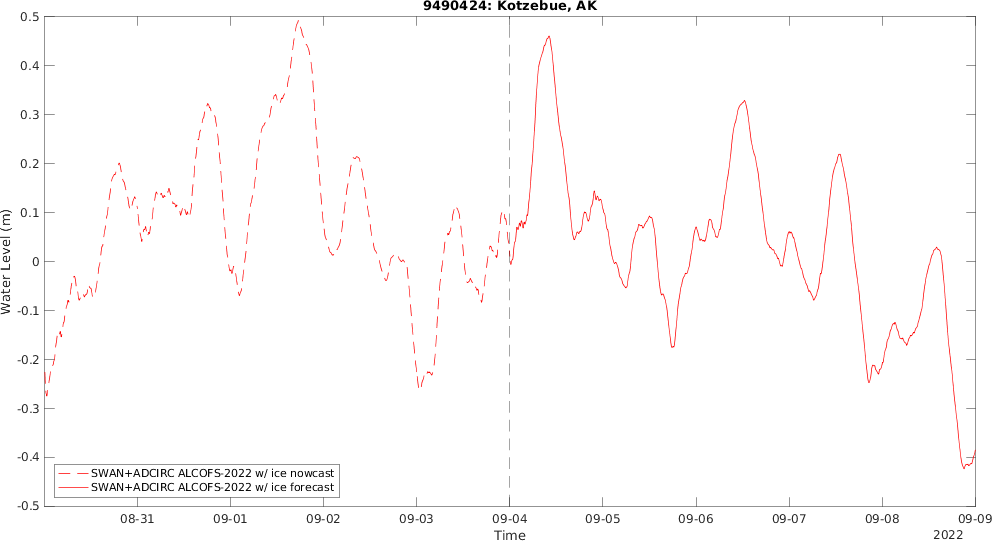 9490424: Kotzebue, AK
0.5
0.4
0.3
0.2
0.1
0
-0.1
-0.2
-0.3
-0.4
-0.5
Water Level (m)
SWAN+ADCIRC ALCOFS-2022 w/ ice nowcast
SWAN+ADCIRC ALCOFS-2022 w/ ice forecast
08-31 09-01 09-02 09-03 09-04 09-05 09-06 09-07 09-08 09-09
Time
2022